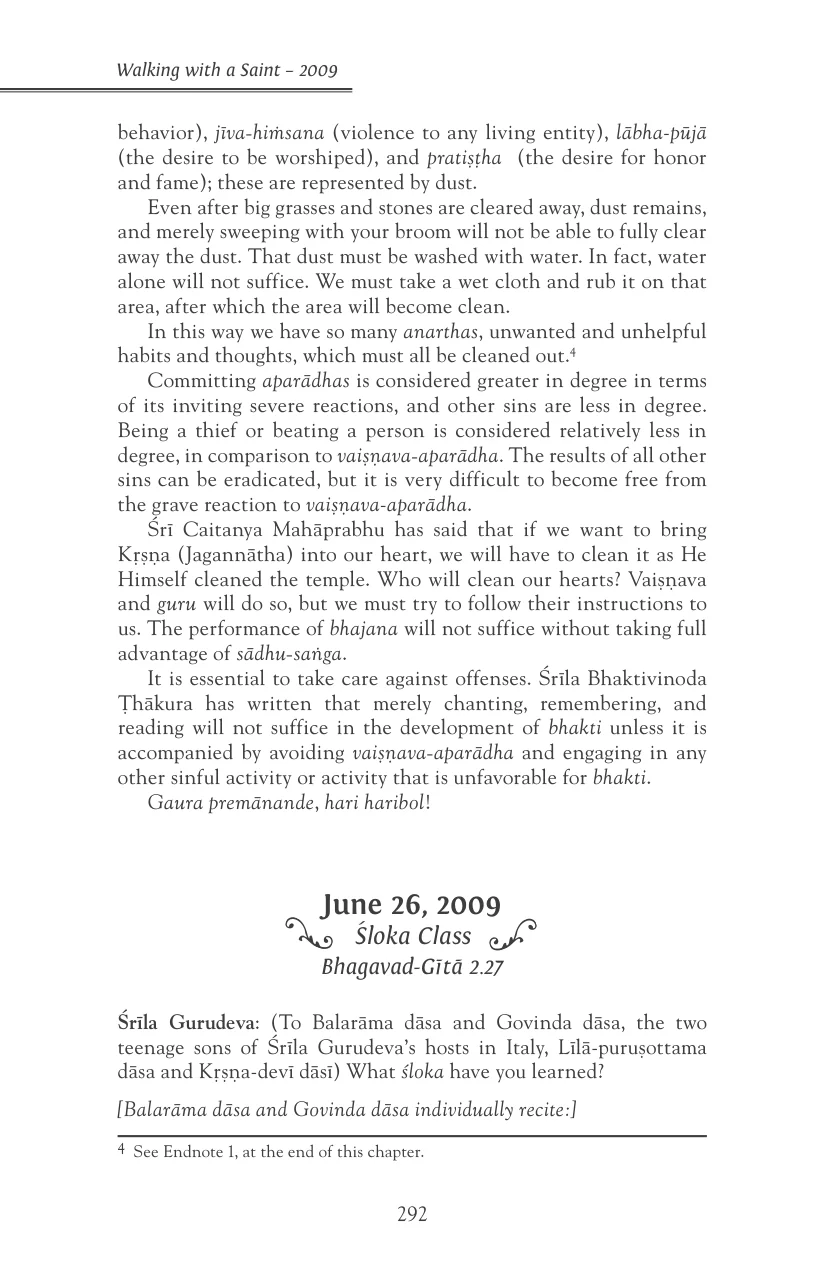 Walking with a Saint – 2009
behavior), jīva-hiṁsana (violence to any living entity), lābha-pūjā
(the desire to be worshiped), and pratiṣṭha (the desire for honor
and fame); these are represented by dust.
Even after big grasses and stones are cleared away, dust remains,
and merely sweeping with your broom will not be able to fully clear
away the dust. That dust must be washed with water. In fact, water
alone will not suffice. We must take a wet cloth and rub it on that
area, after which the area will become clean.
In this way we have so many anarthas, unwanted and unhelpful
habits and thoughts, which must all be cleaned out.4
Committing aparādhas is considered greater in degree in terms
of its inviting severe reactions, and other sins are less in degree.
Being a thief or beating a person is considered relatively less in
degree, in comparison to vaiṣṇava-aparādha. The results of all other
sins can be eradicated, but it is very difficult to become free from
the grave reaction to vaiṣṇava-aparādha.
Śrī Caitanya Mahāprabhu has said that if we want to bring
Kṛṣṇa (Jagannātha) into our heart, we will have to clean it as He
Himself cleaned the temple. Who will clean our hearts? Vaiṣṇava
and guru will do so, but we must try to follow their instructions to
us. The performance of bhajana will not suffice without taking full
advantage of sādhu-saṅga.
It is essential to take care against offenses. Śrīla Bhaktivinoda
Ṭhākura has written that merely chanting, remembering, and
reading will not suffice in the development of bhakti unless it is
accompanied by avoiding vaiṣṇava-aparādha and engaging in any
other sinful activity or activity that is unfavorable for bhakti.
Gaura premānande, hari haribol!
June 26, 2009
Śloka Class
Bhagavad-Gītā 2.27
Śrīla Gurudeva: (To Balarāma dāsa and Govinda dāsa, the two
teenage sons of Śrīla Gurudeva's hosts in Italy, Līlā-puruṣottama
dāsa and Kṛṣṇa-devī dāsī) What śloka have you learned?
[Balarāma dāsa and Govinda dāsa individually recite:]
4 See Endnote 1, at the end of this chapter.
292